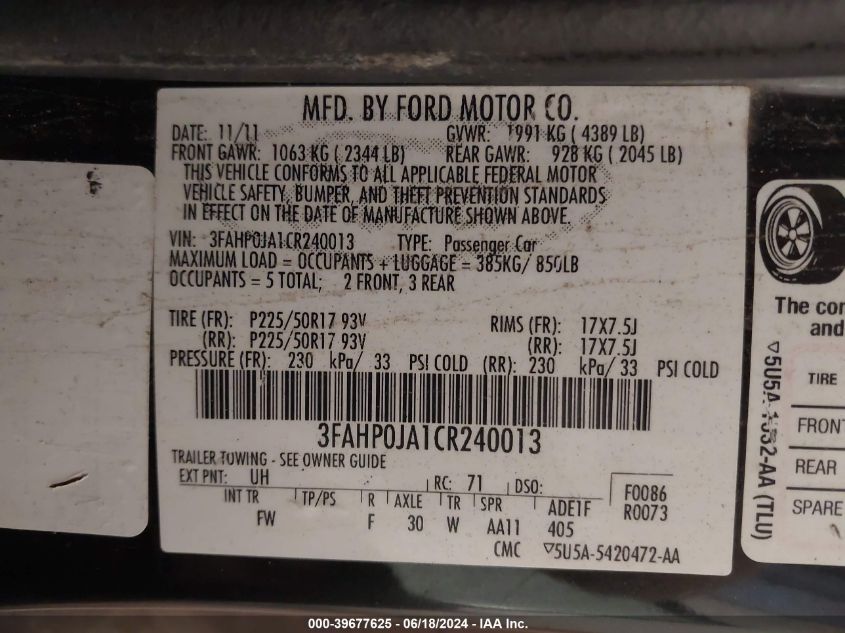 MFD. BY FORD MOTOR CO.
DATE: 11/11 GVWR: 1991 KG ( 4389 LB)
FRONT GAWR: 1063 KG ( 2344 LB) REAR GAWR: 928 KG ( 2045 LB)
THIS VEHICLE CONFORMS TO ALL APPLICABLE FEDERAL MOTOR
VEHICLE SAFETY, BUMPER, AND THEFT PREVENTION STANDARDS
IN EFFECT ON THE DATE OF MANUFACTURE SHOWN ABOVE.
VIN: 3FAHP0JA1CR240013 TYPE: Passenger Car
MAXIMUM LOAD = OCCUPANTS + LUGGAGE = 385KG/ 850LB
OCCUPANTS = 5 TOTAL; 2 FRONT, 3 REAR
TIRE (FR): P225/50R17 93V RIMS (FR): 17X7.5J
(RR): P225/50R17 93V (RR): 17X7.5J
PRESSURE (FR): 230 kPa/ 33 PSI COLD (RR): 230 kPa/ 33 PSI COLD
3FAHP0JA1CR240013
TRAILER TOWING - SEE OWNER GUIDE
EXT PNT: UH RC: 71 DSO: F0086
INT TR TP/PS R AXLE TR SPR ADE1F R0073
FW F 30 W AA11 405
CMC ▽5U5A-5420472-AA
The con
and
TIRE
FRONT
REAR
SPARE
▽5U5A-1532-AA (TLU)
000-39677625 - 06/18/2024 - IAA Inc.